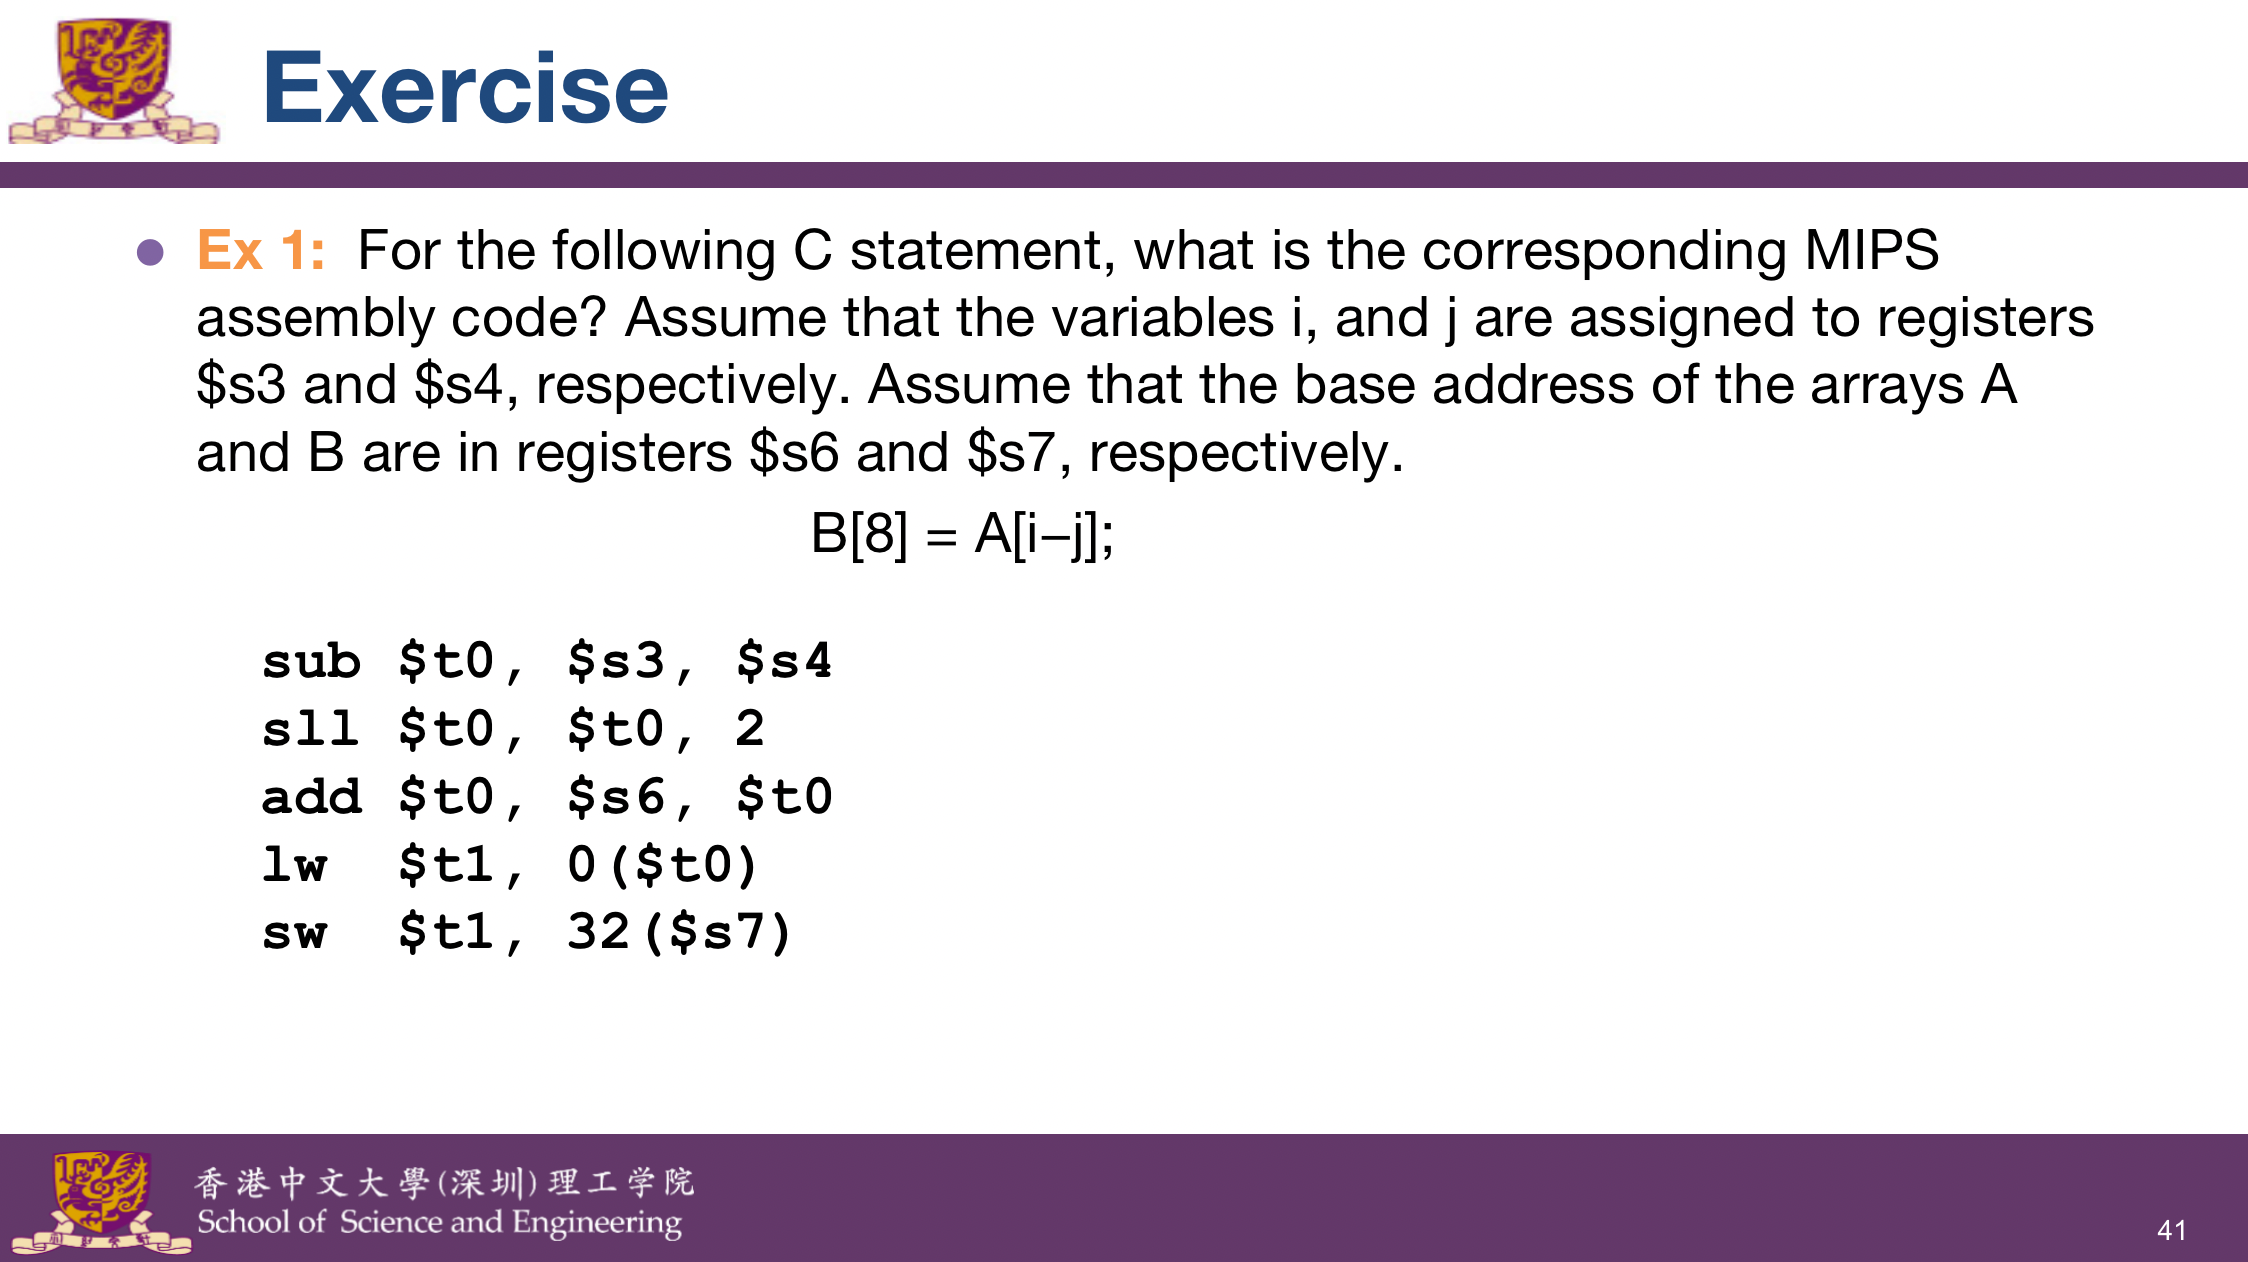 Exercise
Ex 1: For the following C statement, what is the corresponding MIPS
assembly code? Assume that the variables i, and j are assigned to registers
$s3 and $s4, respectively. Assume that the base address of the arrays A
and B are in registers $s6 and $s7, respectively.
B[8] = A[i–j];
sub $t0, $s3, $s4
sll $t0, $t0, 2
add $t0, $s6, $t0
lw  $t1, 0($t0)
sw  $t1, 32($s7)
香港中文大學(深圳)理工学院
School of Science and Engineering
41